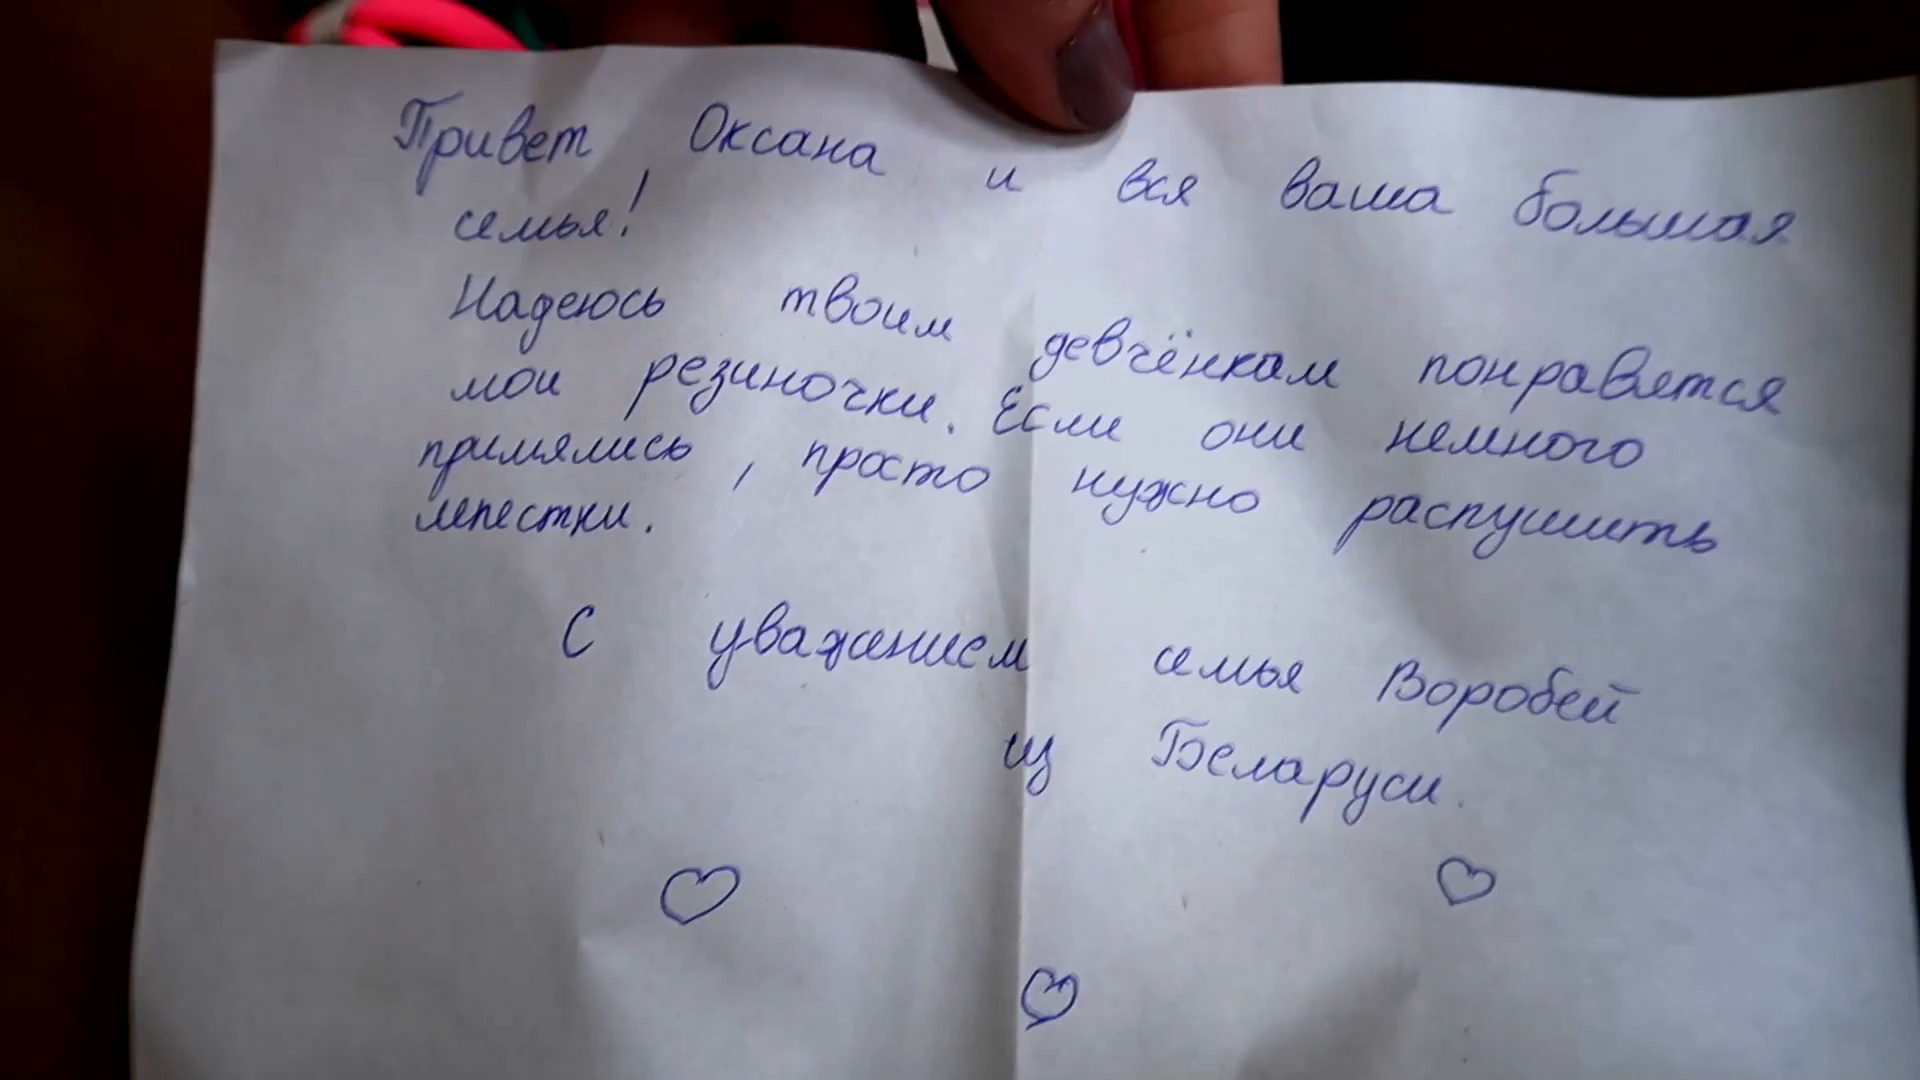 Привет, Оксана и вся ваша большая
семья!
Надеюсь твоим девчёнкам понравятся
мои резиночки. Если они немного
примялись, просто нужно распушить
лепестки.
С уважением семья Воробей
из Беларуси.